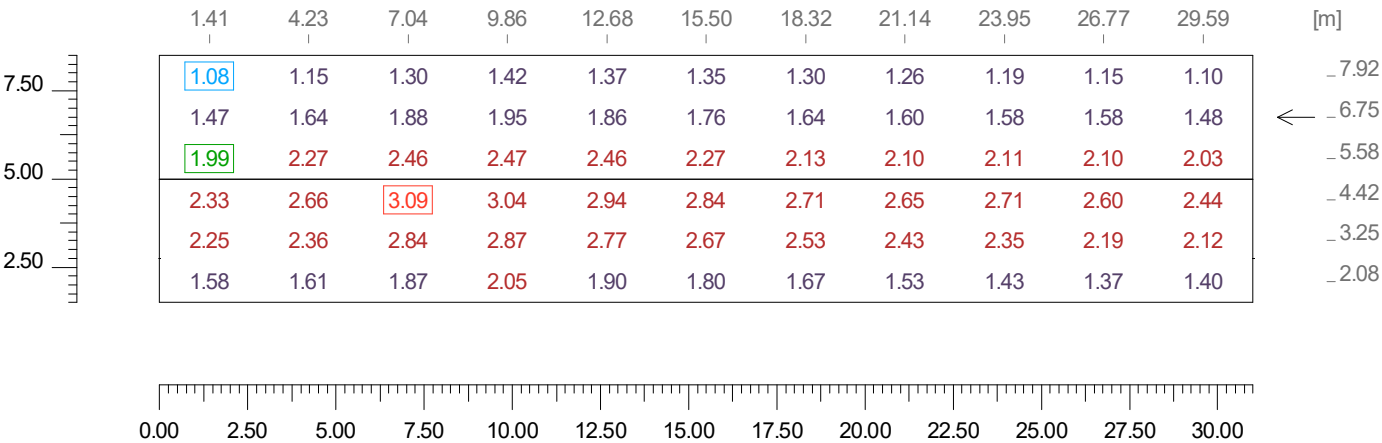 1.41 4.23 7.04 9.86 12.68 15.50 18.32 21.14 23.95 26.77 29.59 [m]
7.50 1.08 1.15 1.30 1.42 1.37 1.35 1.30 1.26 1.19 1.15 1.10 7.92
1.47 1.64 1.88 1.95 1.86 1.76 1.64 1.60 1.58 1.58 1.48 6.75
1.99 2.27 2.46 2.47 2.46 2.27 2.13 2.10 2.11 2.10 2.03 5.58
5.00
2.33 2.66 3.09 3.04 2.94 2.84 2.71 2.65 2.71 2.60 2.44 4.42
2.25 2.36 2.84 2.87 2.77 2.67 2.53 2.43 2.35 2.19 2.12 3.25
2.50
1.58 1.61 1.87 2.05 1.90 1.80 1.67 1.53 1.43 1.37 1.40 2.08
0.00 2.50 5.00 7.50 10.00 12.50 15.00 17.50 20.00 22.50 25.00 27.50 30.00